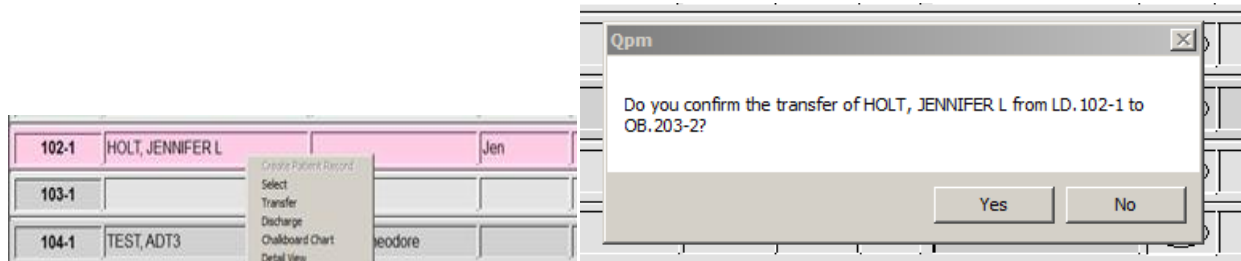 Qpm
Do you confirm the transfer of HOLT, JENNIFER L from LD.102-1 to
OB.203-2?
Yes No
102-1 HOLT, JENNIFER L Jen
Create Patient Record
Select
103-1
Transfer
Discharge
104-1 TEST, ADT3 Chalkboard Chart eodore
Detail View